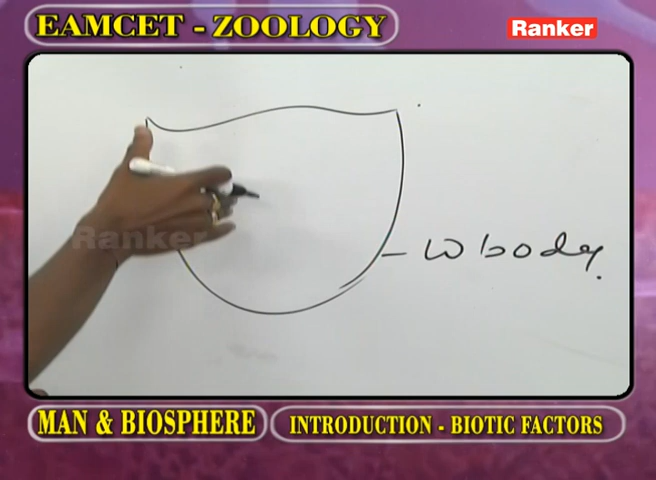 EAMCET - ZOOLOGY
Ranker
Ranker
W body
MAN & BIOSPHERE
INTRODUCTION - BIOTIC FACTORS